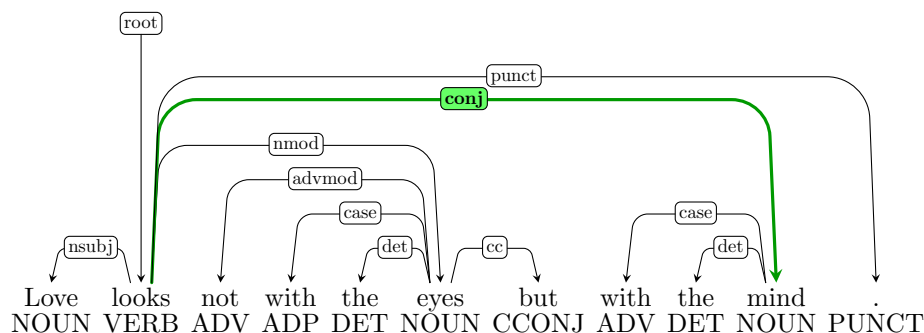 root
punct
conj
nmod
advmod
case case
nsubj det cc det
Love looks not with the eyes but with the mind .
NOUN VERB ADV ADP DET NOUN CCONJ ADV DET NOUN PUNCT